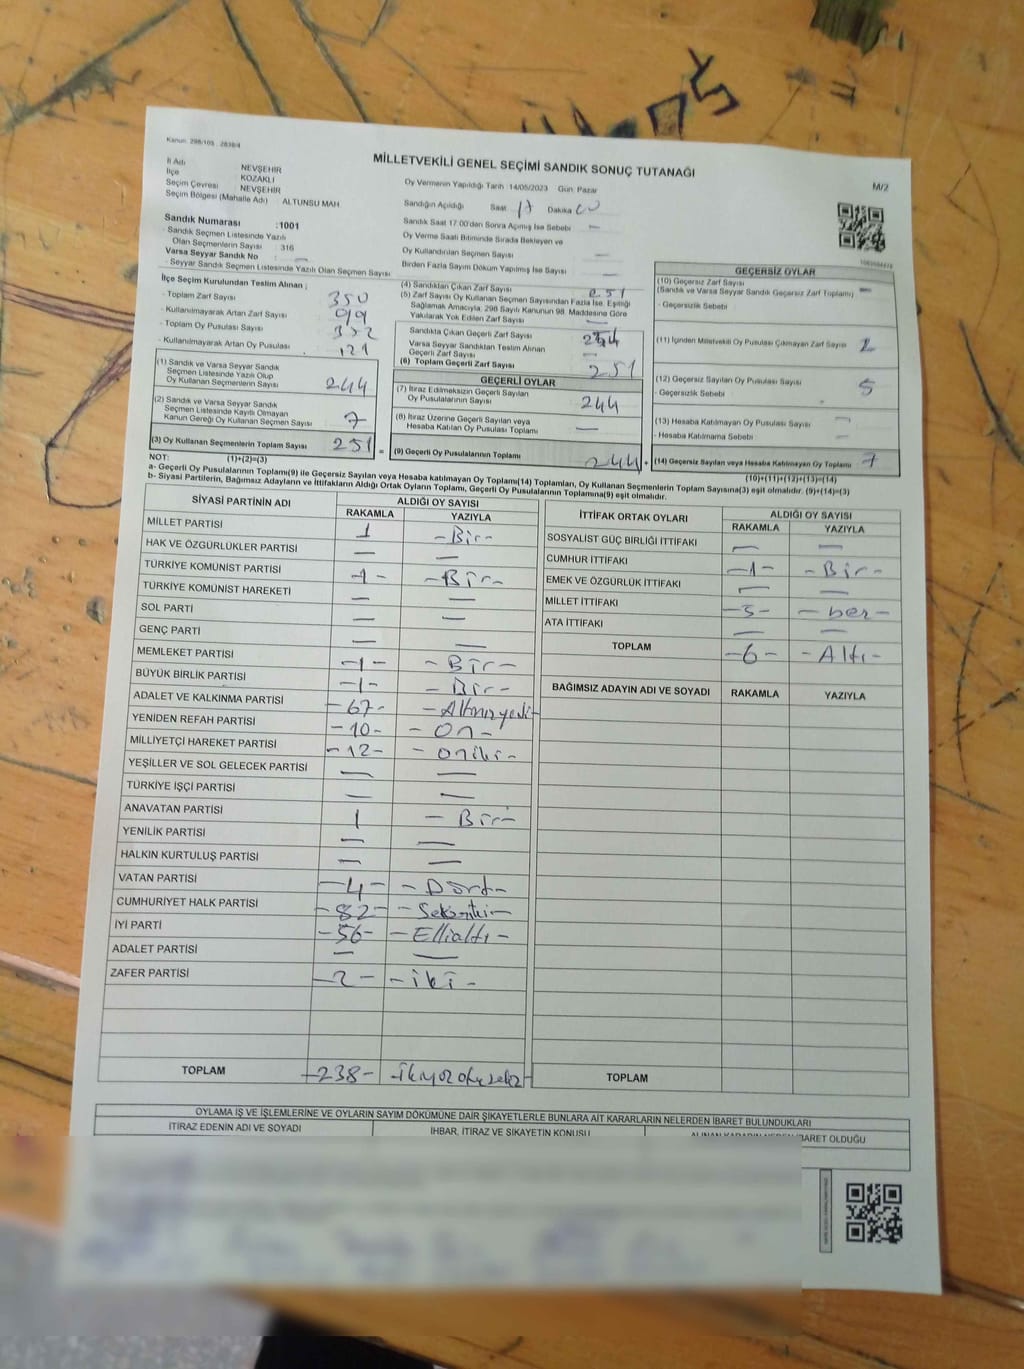 Kanun: 298/105 , 2839/4
MİLLETVEKİLİ GENEL SEÇİMİ SANDIK SONUÇ TUTANAĞI
M/2
İl Adı NEVŞEHİR
İlçe KOZAKLI
Seçim Çevresi NEVŞEHİR
Seçim Bölgesi (Mahalle Adı) ALTUNSU MAH
Sandık Numarası :1001
Sandık Seçmen Listesinde Yazılı
Olan Seçmenlerin Sayısı : 316
Varsa Seyyar Sandık No : —
Seyyar Sandık Seçmen Listesinde Yazılı Olan Seçmen Sayısı
Oy Vermenin Yapıldığı Tarih :14/05/2023 Gün: Pazar
Sandığın Açıldığı Saat 17 Dakika 00
Sandık Saat 17:00'dan Sonra Açılmış İse Sebebi —
Oy Verme Saati Bitiminde Sırada Bekleyen ve
Oy Kullandırılan Seçmen Sayısı —
Birden Fazla Sayım Döküm Yapılmış İse Sayısı —
İlçe Seçim Kurulundan Teslim Alınan ;
- Toplam Zarf Sayısı 350
- Kullanılmayarak Artan Zarf Sayısı 99
- Toplam Oy Pusulası Sayısı
- Kullanılmayarak Artan Oy Pusulası 121
(1) Sandık ve Varsa Seyyar Sandık
Seçmen Listesinde Yazılı Olup
Oy Kullanan Seçmenlerin Sayısı 244
(2) Sandık ve Varsa Seyyar Sandık
Seçmen Listesinde Kayıtlı Olmayan
Kanun Gereği Oy Kullanan Seçmen Sayısı 7
(3) Oy Kullanan Seçmenlerin Toplam Sayısı 251 =
(4) Sandıktan Çıkan Zarf Sayısı 251
(5) Zarf Sayısı Oy Kullanan Seçmen Sayısından Fazla İse, Eşitliği
Sağlamak Amacıyla; 298 Sayılı Kanunun 98. Maddesine Göre
Yakılarak Yok Edilen Zarf Sayısı —
Sandıkta Çıkan Geçerli Zarf Sayısı
Varsa Seyyar Sandıktan Teslim Alınan
Geçerli Zarf Sayısı —
(6) Toplam Geçerli Zarf Sayısı 251
GEÇERLİ OYLAR
(7) İtiraz Edilmeksizin Geçerli Sayılan
Oy Pusulalarının Sayısı 244
(8) İtiraz Üzerine Geçerli Sayılan veya
Hesaba Katılan Oy Pusulası Toplamı —
(9) Geçerli Oy Pusulalarının Toplamı 244 +
GEÇERSİZ OYLAR
(10) Geçersiz Zarf Sayısı
(Sandık ve Varsa Seyyar Sandık Geçersiz Zarf Toplamı) —
- Geçersizlik Sebebi :
(11) İçinden Milletvekili Oy Pusulası Çıkmayan Zarf Sayısı 2
(12) Geçersiz Sayılan Oy Pusulası Sayısı 5
- Geçersizlik Sebebi :
(13) Hesaba Katılmayan Oy Pusulası Sayısı —
- Hesaba Katılmama Sebebi : —
(14) Geçersiz Sayılan veya Hesaba Katılmayan Oy Toplamı 7
NOT: (1)+(2)=(3) (10)+(11)+(12)+(13)=(14)
a- Geçerli Oy Pusulalarının Toplamı(9) ile Geçersiz Sayılan veya Hesaba katılmayan Oy Toplamı(14) Toplamları, Oy Kullanan Seçmenlerin Toplam Sayısına(3) eşit olmalıdır. (9)+(14)=(3)
b- Siyasi Partilerin, Bağımsız Adayların ve İttifakların Aldığı Ortak Oyların Toplamı, Geçerli Oy Pusulalarının Toplamına(9) eşit olmalıdır.
SİYASİ PARTİNİN ADI ALDIĞI OY SAYISI
RAKAMLA YAZIYLA
MİLLET PARTİSİ 1 -Bir-
HAK VE ÖZGÜRLÜKLER PARTİSİ — —
TÜRKİYE KOMÜNİST PARTİSİ -1- -Bir-
TÜRKİYE KOMÜNİST HAREKETİ — —
SOL PARTİ — —
GENÇ PARTİ — —
MEMLEKET PARTİSİ -1- -Bir-
BÜYÜK BİRLİK PARTİSİ -1- -Bir-
ADALET VE KALKINMA PARTİSİ -67- -Altmışyedi-
YENİDEN REFAH PARTİSİ -10- -On-
MİLLİYETÇİ HAREKET PARTİSİ -12- -oniki-
YEŞİLLER VE SOL GELECEK PARTİSİ — —
TÜRKİYE İŞÇİ PARTİSİ — —
ANAVATAN PARTİSİ 1 -Bir-
YENİLİK PARTİSİ — —
HALKIN KURTULUŞ PARTİSİ — —
VATAN PARTİSİ -4- -Dört-
CUMHURİYET HALK PARTİSİ -82- -Sekseniki-
İYİ PARTİ -56- -Ellialtı-
ADALET PARTİSİ — —
ZAFER PARTİSİ -2- -iki-
TOPLAM -238- -ikiyüzotuzsekiz-
İTTİFAK ORTAK OYLARI ALDIĞI OY SAYISI
RAKAMLA YAZIYLA
SOSYALİST GÜÇ BİRLİĞİ İTTİFAKI — —
CUMHUR İTTİFAKI -1- -Bir-
EMEK VE ÖZGÜRLÜK İTTİFAKI — —
MİLLET İTTİFAKI -5- -beş-
ATA İTTİFAKI — —
TOPLAM -6- -Altı-
BAĞIMSIZ ADAYIN ADI VE SOYADI RAKAMLA YAZIYLA
TOPLAM
OYLAMA İŞ VE İŞLEMLERİNE VE OYLARIN SAYIM DÖKÜMÜNE DAİR ŞİKAYETLERLE BUNLARA AİT KARARLARIN NELERDEN İBARET BULUNDUKLARI
İTİRAZ EDENİN ADI VE SOYADI İHBAR, İTİRAZ VE ŞİKAYETİN KONUSU ALINAN KARARIN NEDEN İBARET OLDUĞU